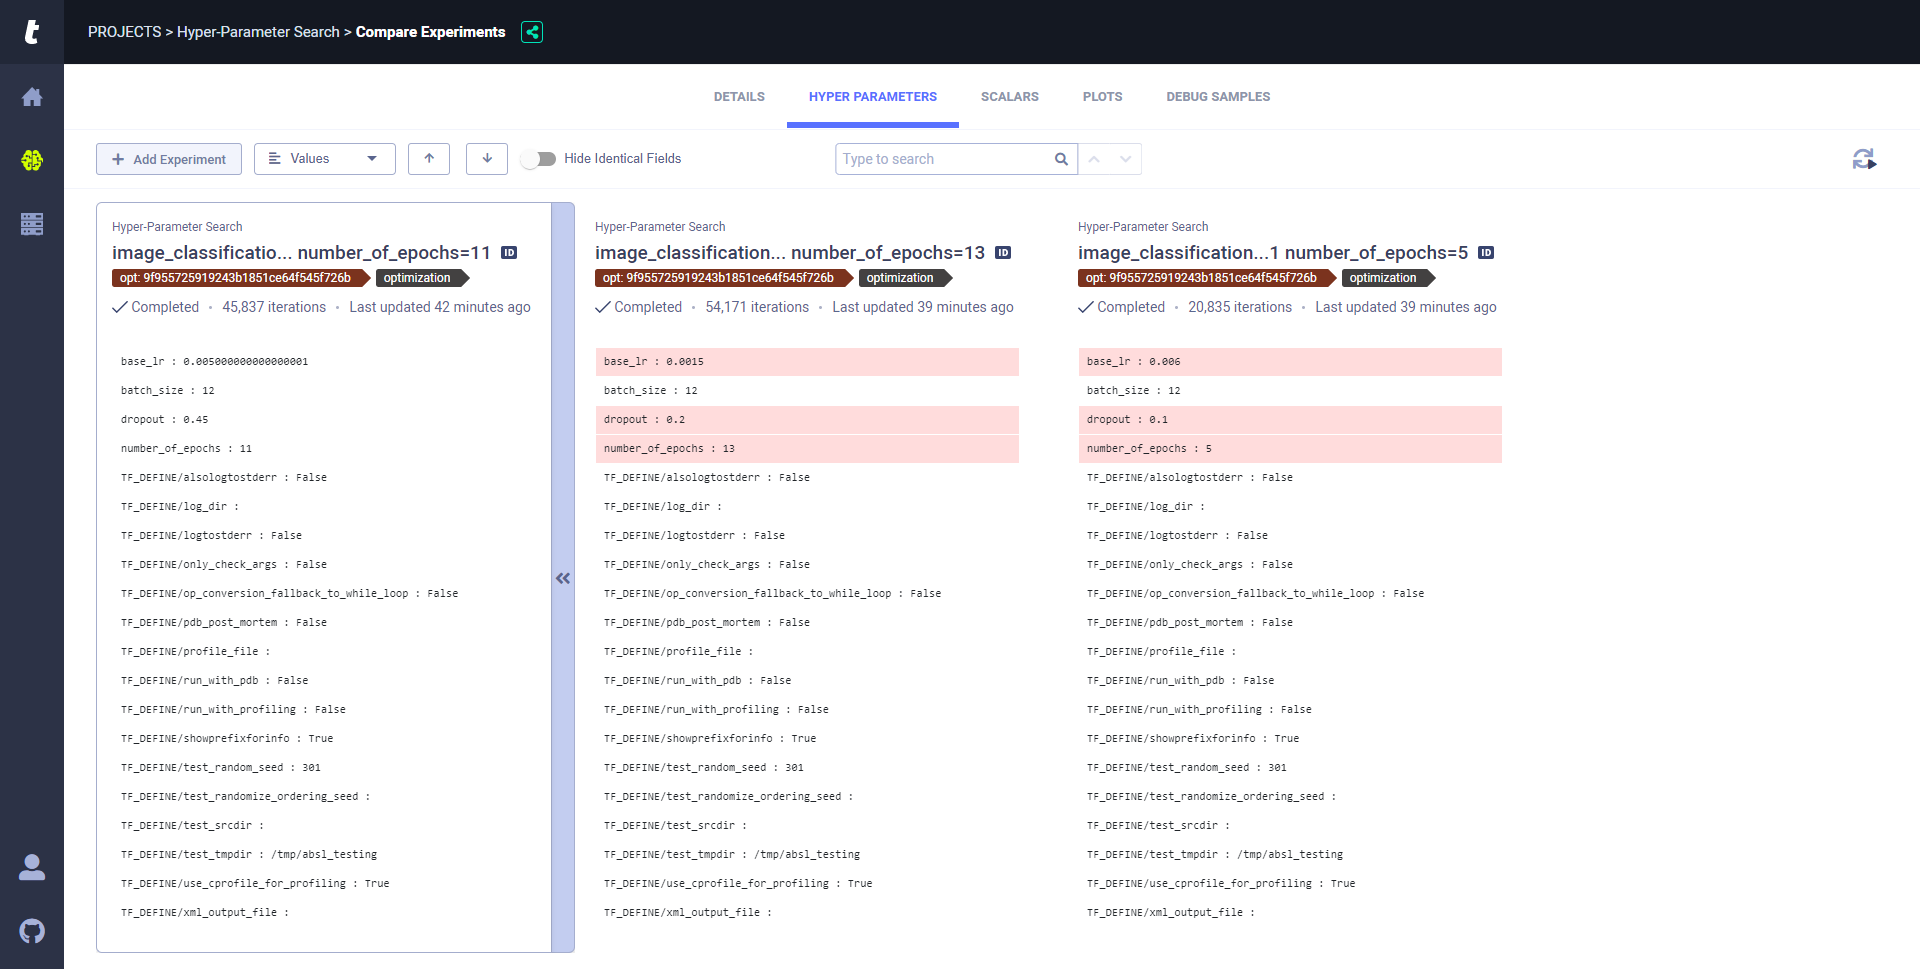 t
PROJECTS > Hyper-Parameter Search > Compare Experiments
DETAILS HYPER PARAMETERS SCALARS PLOTS DEBUG SAMPLES
+ Add Experiment Values Hide Identical Fields Type to search
Hyper-Parameter Search
image_classificatio... number_of_epochs=11 ID
opt: 9f955725919243b1851ce64f545f726b optimization
Completed · 45,837 iterations · Last updated 42 minutes ago
base_lr : 0.005000000000000001
batch_size : 12
dropout : 0.45
number_of_epochs : 11
TF_DEFINE/alsologtostderr : False
TF_DEFINE/log_dir :
TF_DEFINE/logtostderr : False
TF_DEFINE/only_check_args : False
TF_DEFINE/op_conversion_fallback_to_while_loop : False
TF_DEFINE/pdb_post_mortem : False
TF_DEFINE/profile_file :
TF_DEFINE/run_with_pdb : False
TF_DEFINE/run_with_profiling : False
TF_DEFINE/showprefixforinfo : True
TF_DEFINE/test_random_seed : 301
TF_DEFINE/test_randomize_ordering_seed :
TF_DEFINE/test_srcdir :
TF_DEFINE/test_tmpdir : /tmp/absl_testing
TF_DEFINE/use_cprofile_for_profiling : True
TF_DEFINE/xml_output_file :
Hyper-Parameter Search
image_classification... number_of_epochs=13 ID
opt: 9f955725919243b1851ce64f545f726b optimization
Completed · 54,171 iterations · Last updated 39 minutes ago
base_lr : 0.0015
batch_size : 12
dropout : 0.2
number_of_epochs : 13
TF_DEFINE/alsologtostderr : False
TF_DEFINE/log_dir :
TF_DEFINE/logtostderr : False
TF_DEFINE/only_check_args : False
TF_DEFINE/op_conversion_fallback_to_while_loop : False
TF_DEFINE/pdb_post_mortem : False
TF_DEFINE/profile_file :
TF_DEFINE/run_with_pdb : False
TF_DEFINE/run_with_profiling : False
TF_DEFINE/showprefixforinfo : True
TF_DEFINE/test_random_seed : 301
TF_DEFINE/test_randomize_ordering_seed :
TF_DEFINE/test_srcdir :
TF_DEFINE/test_tmpdir : /tmp/absl_testing
TF_DEFINE/use_cprofile_for_profiling : True
TF_DEFINE/xml_output_file :
Hyper-Parameter Search
image_classification...1 number_of_epochs=5 ID
opt: 9f955725919243b1851ce64f545f726b optimization
Completed · 20,835 iterations · Last updated 39 minutes ago
base_lr : 0.006
batch_size : 12
dropout : 0.1
number_of_epochs : 5
TF_DEFINE/alsologtostderr : False
TF_DEFINE/log_dir :
TF_DEFINE/logtostderr : False
TF_DEFINE/only_check_args : False
TF_DEFINE/op_conversion_fallback_to_while_loop : False
TF_DEFINE/pdb_post_mortem : False
TF_DEFINE/profile_file :
TF_DEFINE/run_with_pdb : False
TF_DEFINE/run_with_profiling : False
TF_DEFINE/showprefixforinfo : True
TF_DEFINE/test_random_seed : 301
TF_DEFINE/test_randomize_ordering_seed :
TF_DEFINE/test_srcdir :
TF_DEFINE/test_tmpdir : /tmp/absl_testing
TF_DEFINE/use_cprofile_for_profiling : True
TF_DEFINE/xml_output_file :